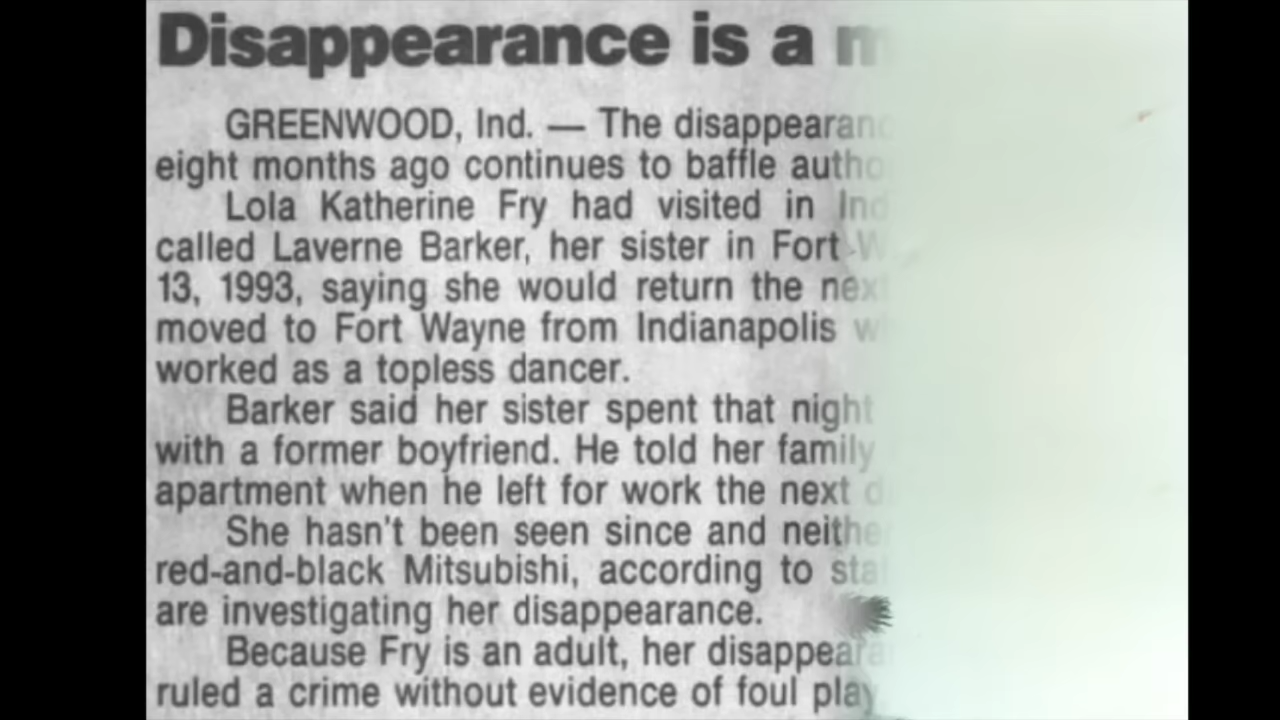 Disappearance is a
GREENWOOD, Ind. — The
eight months ago continues to baffle
Lola Katherine Fry had visited in
called Laverne Barker, her sister in Fort
13, 1993, saying she would return the next
moved to Fort Wayne from Indianapolis
worked as a topless dancer.
Barker said her sister spent that night
with a former boyfriend. He told her family
apartment when he left for work the next
She hasn't been seen since and
red-and-black Mitsubishi, according to
are investigating her disappearance.
Because Fry is an adult, her
ruled a crime without evidence of foul play